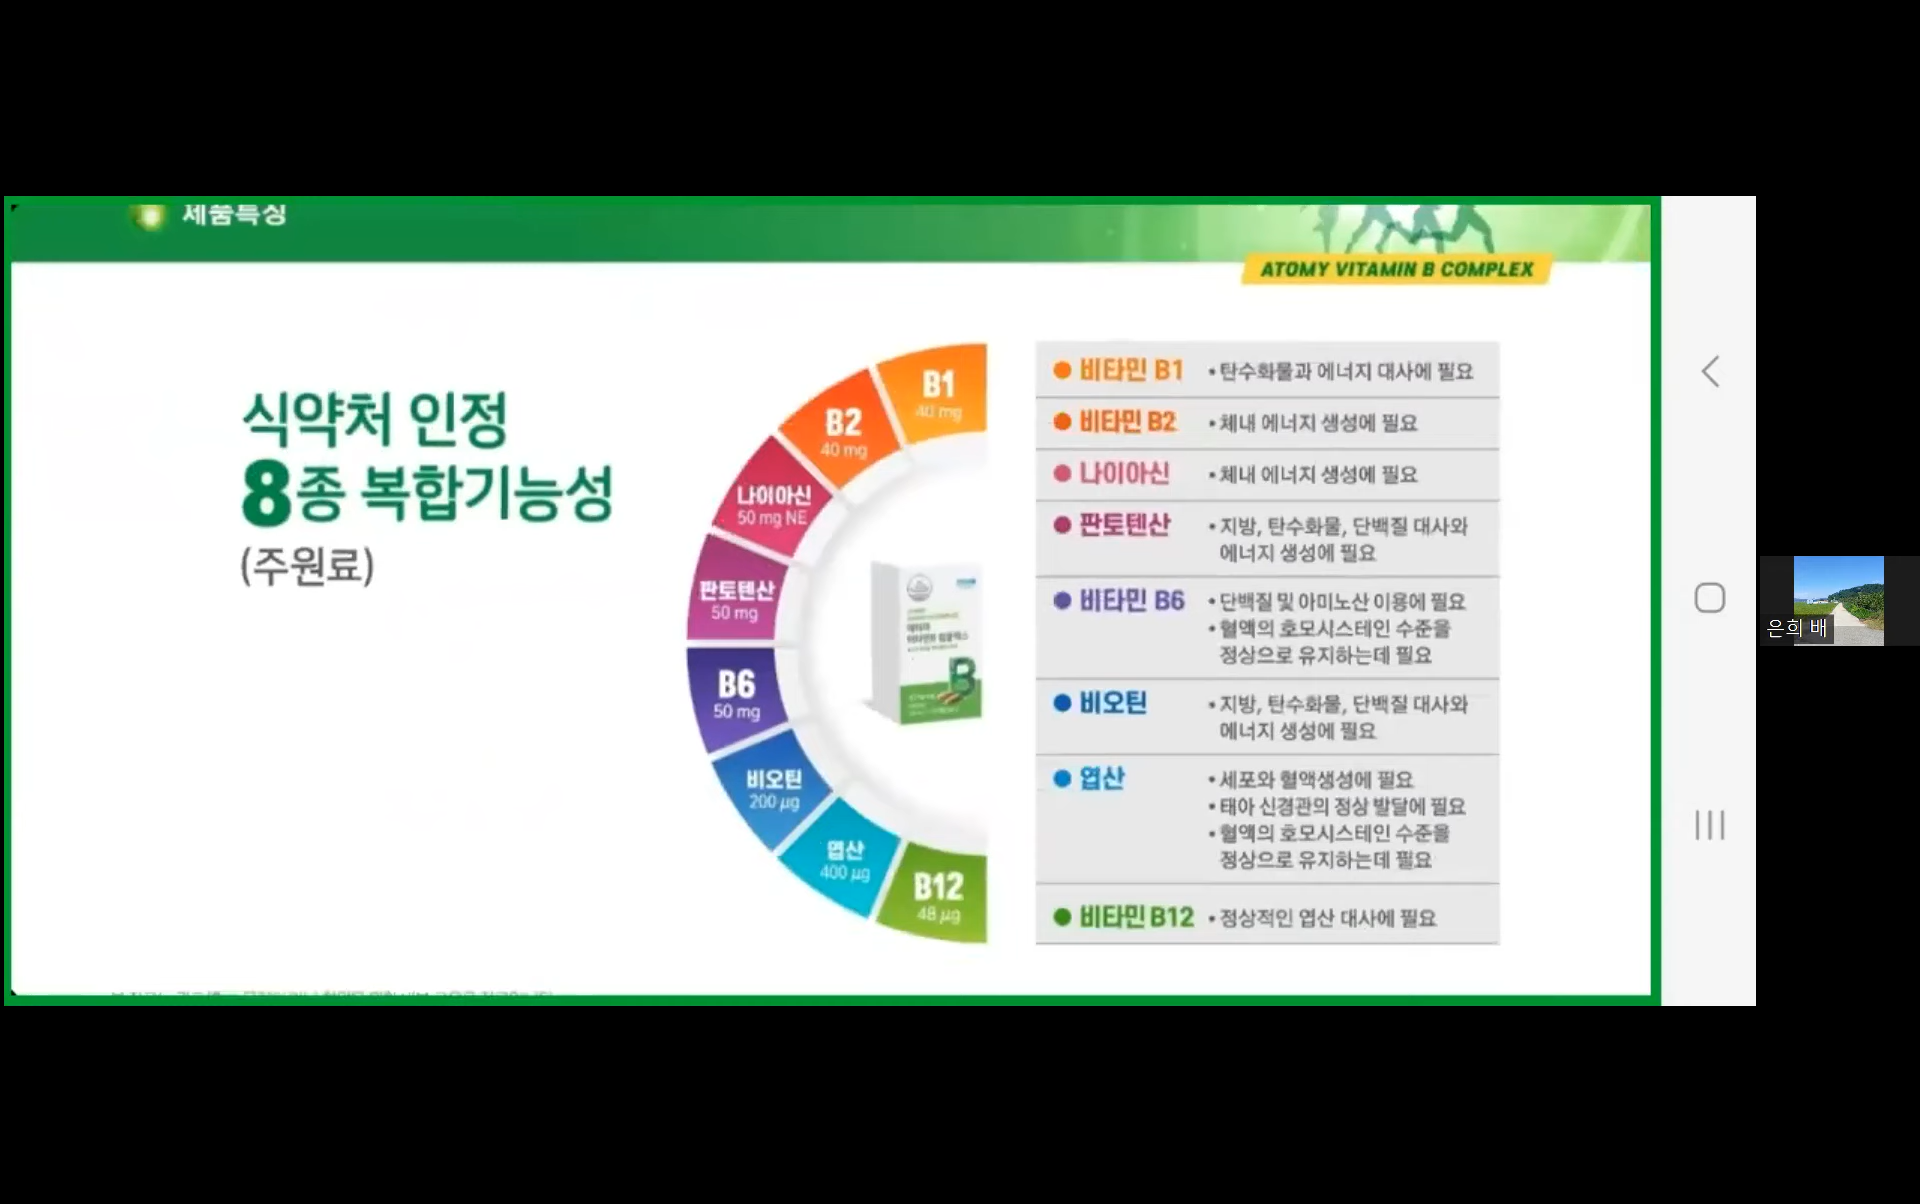 제품특징
ATOMY VITAMIN B COMPLEX
식약처 인정
8종 복합기능성
(주원료)
B1
40 mg
B2
40 mg
나이아신
50 mg NE
판토텐산
50 mg
B6
50 mg
비오틴
200 µg
엽산
400 µg
B12
48 µg
B
비타민 B1 • 탄수화물과 에너지 대사에 필요
비타민 B2 • 체내 에너지 생성에 필요
나이아신 • 체내 에너지 생성에 필요
판토텐산 • 지방, 탄수화물, 단백질 대사와
에너지 생성에 필요
비타민 B6 • 단백질 및 아미노산 이용에 필요
• 혈액의 호모시스테인 수준을
정상으로 유지하는데 필요
비오틴 • 지방, 탄수화물, 단백질 대사와
에너지 생성에 필요
엽산 • 세포와 혈액생성에 필요
• 태아 신경관의 정상 발달에 필요
• 혈액의 호모시스테인 수준을
정상으로 유지하는데 필요
비타민 B12 • 정상적인 엽산 대사에 필요
은희 배